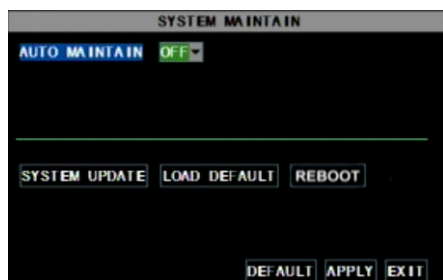 SYSTEM MAINTAIN
AUTO MAINTAIN OFF
SYSTEM UPDATE LOAD DEFAULT REBOOT
DEFAULT APPLY EXIT